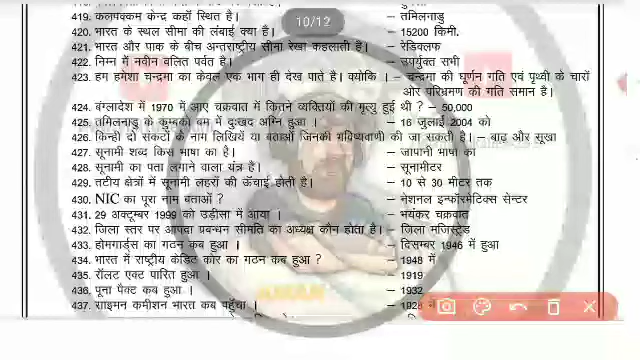 10/12
419. कलपक्कम केन्द्र कहाँ स्थित है। – तमिलनाडु
420. भारत के स्थल सीमा की लंबाई क्या है। – 15200 किमी.
421. भारत और पाक के बीच अन्तराष्ट्रीय सीमा रेखा कहलाती है। – रेडिक्लफ
422. निम्न में नवीन वलित पर्वत है। – उपर्युक्त सभी
423. हम हमेशा चन्द्रमा का केवल एक भाग ही देख पाते है। क्योंकि । – चन्द्रमा की घूर्णन गति एवं पृथ्वी के चारों
ओर परिभ्रमण की गति समान है।
424. बंग्लादेश में 1970 में आए चक्रवात में कितने व्यक्तियों की मृत्यु हुई थी ? – 50,000
425. तमिलनाडु के कुम्बको बम में दुःखद अग्नि हुआ । – 16 जुलाई 2004 को
426. किन्ही दो संकटों के नाम लिखिये या बताओं जिनकी भविष्यवाणी की जा सकती है। – बाढ और सूखा
427. सूनामी शब्द किस भाषा का है। – जापानी भाषा का
428. सूनामी का पता लगाने वाला यंत्र है। – सूनामीटर
429. तटीय क्षेत्रों में सूनामी लहरों की ऊँचाई होती है। – 10 से 30 मीटर तक
430. NIC का पूरा नाम बताओं ? – नेशनल इन्फॉरमेटिक्स सेन्टर
431. 29 अक्टूबर 1999 को उड़ीसा में आया । – भयंकर चक्रवात
432. जिला स्तर पर आपदा प्रबन्धन सीमति का अध्यक्ष कौन होता है। – जिला मजिस्ट्रेड
433. होमगार्ड्स का गठन कब हुआ । – दिसम्बर 1946 में हुआ
434. भारत में राष्ट्रीय केडिट कोर का गठन कब हुआ ? – 1948 में
435. रॉलट एक्ट पारित हुआ । – 1919
436. पूना पैक्ट कब हुआ । – 1932
437. साइमन कमीशन भारत कब पहुँचा । – 1928